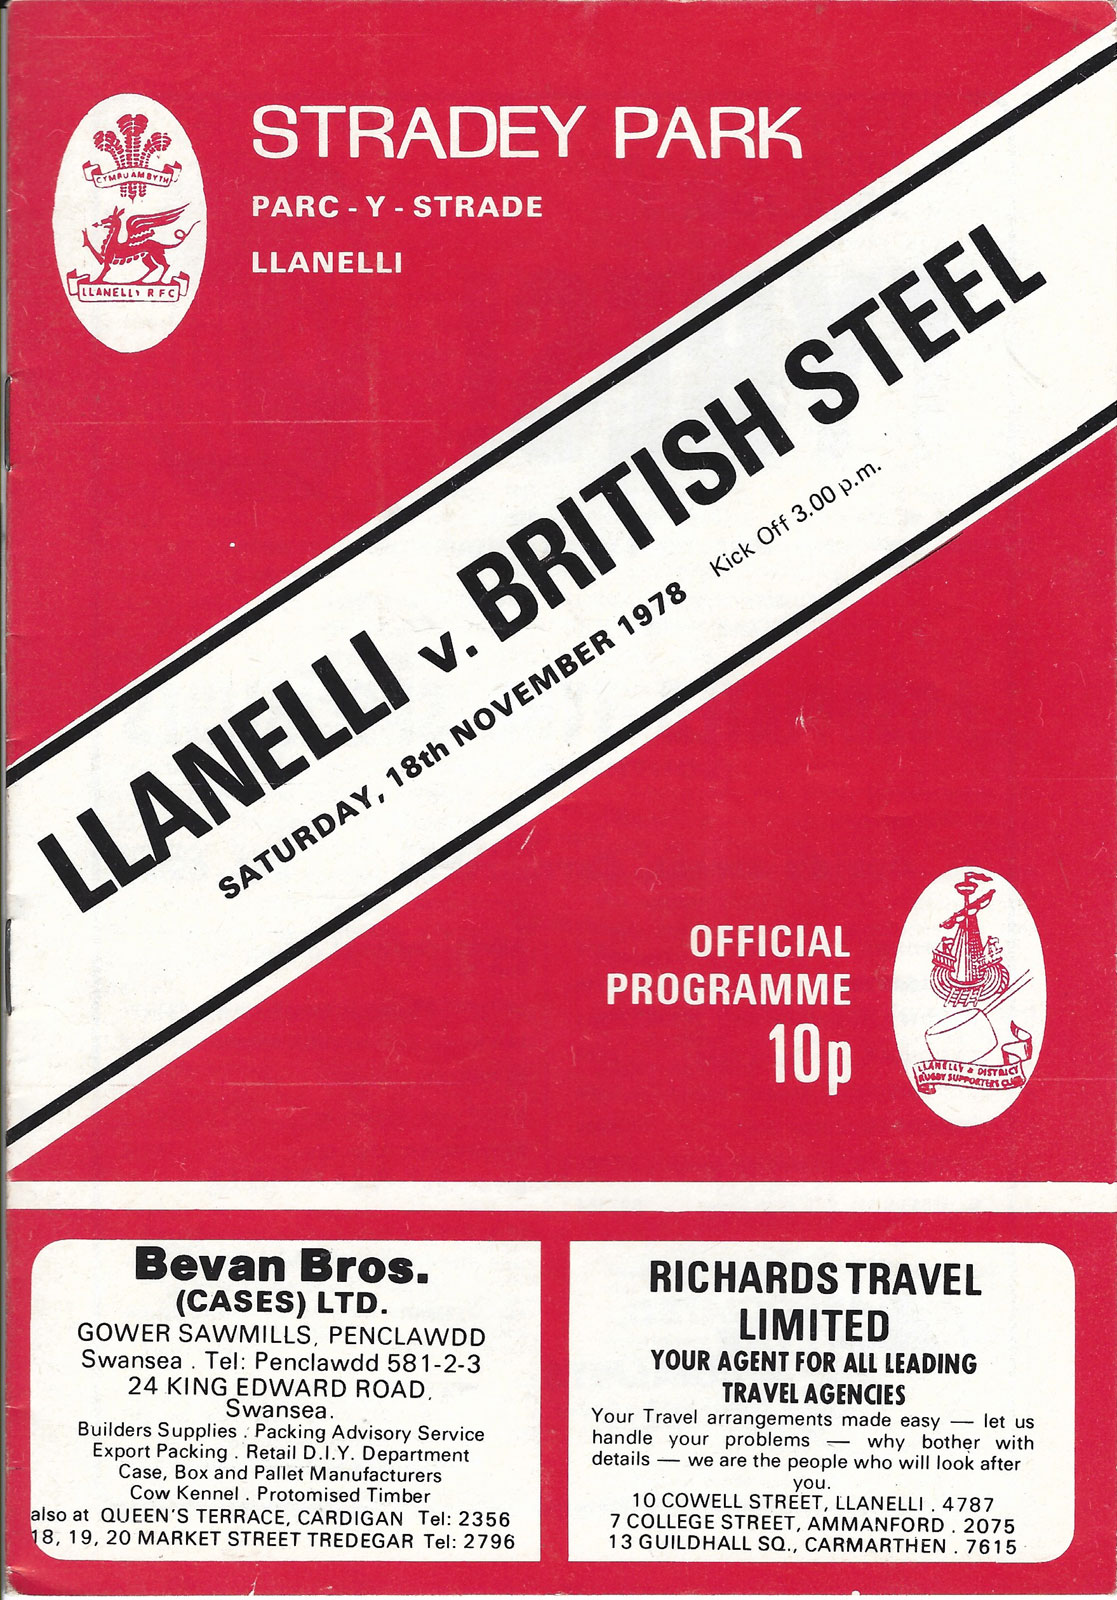 STRADEY PARK
PARC - Y - STRADE
LLANELLI
CYMRU AM BYTH
LLANELLY RFC
LLANELLI v. BRITISH STEEL
SATURDAY, 18th NOVEMBER 1978
Kick Off 3.00 p.m.
OFFICIAL
PROGRAMME
10p
LLANELLY & DISTRICT
RUGBY SUPPORTERS CLUB
Bevan Bros.
(CASES) LTD.
GOWER SAWMILLS, PENCLAWDD
Swansea . Tel: Penclawdd 581-2-3
24 KING EDWARD ROAD,
Swansea.
Builders Supplies . Packing Advisory Service
Export Packing . Retail D.I.Y. Department
Case, Box and Pallet Manufacturers
Cow Kennel . Protomised Timber
also at QUEEN'S TERRACE, CARDIGAN Tel: 2356
18, 19, 20 MARKET STREET TREDEGAR Tel: 2796
RICHARDS TRAVEL
LIMITED
YOUR AGENT FOR ALL LEADING
TRAVEL AGENCIES
Your Travel arrangements made easy — let us
handle your problems — why bother with
details — we are the people who will look after
you.
10 COWELL STREET, LLANELLI . 4787
7 COLLEGE STREET, AMMANFORD . 2075
13 GUILDHALL SQ., CARMARTHEN . 7615